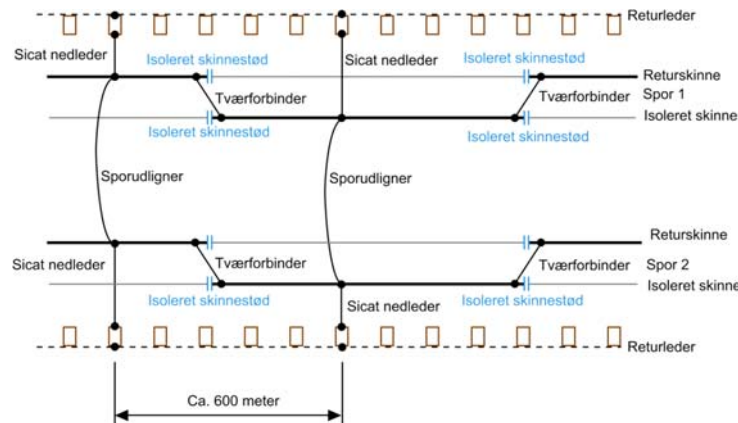 Returleder
Sicat nedleder
Isoleret skinnestød
Sicat nedleder
Isoleret skinnestød
Returskinne
Tværforbinder
Tværforbinder
Spor 1
Isoleret skinne
Isoleret skinnestød
Isoleret skinnestød
Sporudligner
Sporudligner
Returskinne
Sicat nedleder
Tværforbinder
Tværforbinder
Spor 2
Isoleret skinne
Isoleret skinnestød
Sicat nedleder
Isoleret skinnestød
Returleder
Ca. 600 meter